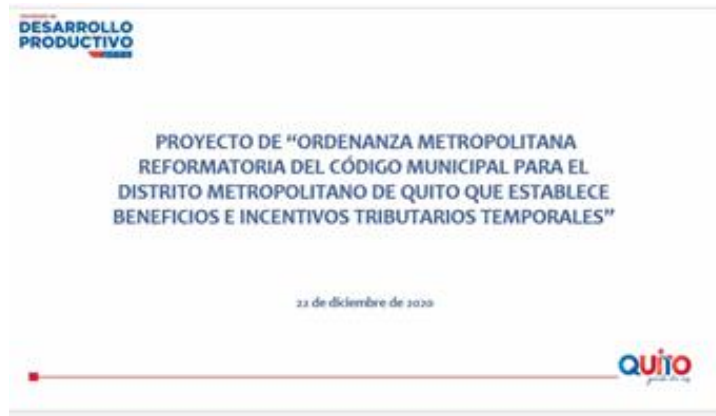 DESARROLLO
PRODUCTIVO
PROYECTO DE “ORDENANZA METROPOLITANA
REFORMATORIA DEL CÓDIGO MUNICIPAL PARA EL
DISTRITO METROPOLITANO DE QUITO QUE ESTABLECE
BENEFICIOS E INCENTIVOS TRIBUTARIOS TEMPORALES”
22 de diciembre de 2020
QUITO